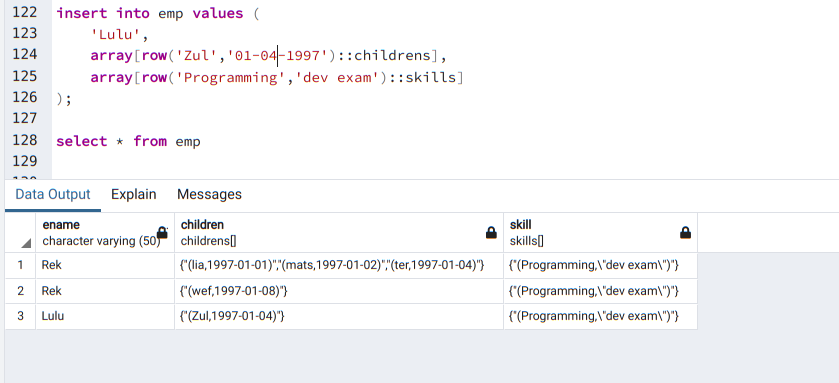 122 insert into emp values (
123 'Lulu',
124 array[row('Zul','01-04-1997')::childrens],
125 array[row('Programming','dev exam')::skills]
126 );
127
128 select * from emp
129
Data Output Explain Messages
ename children skill
character varying (50) childrens[] skills[]
1 Rek {"(lia,1997-01-01)","(mats,1997-01-02)","(ter,1997-01-04)"} {"(Programming,\"dev exam\")"}
2 Rek {"(wef,1997-01-08)"} {"(Programming,\"dev exam\")"}
3 Lulu {"(Zul,1997-01-04)"} {"(Programming,\"dev exam\")"}